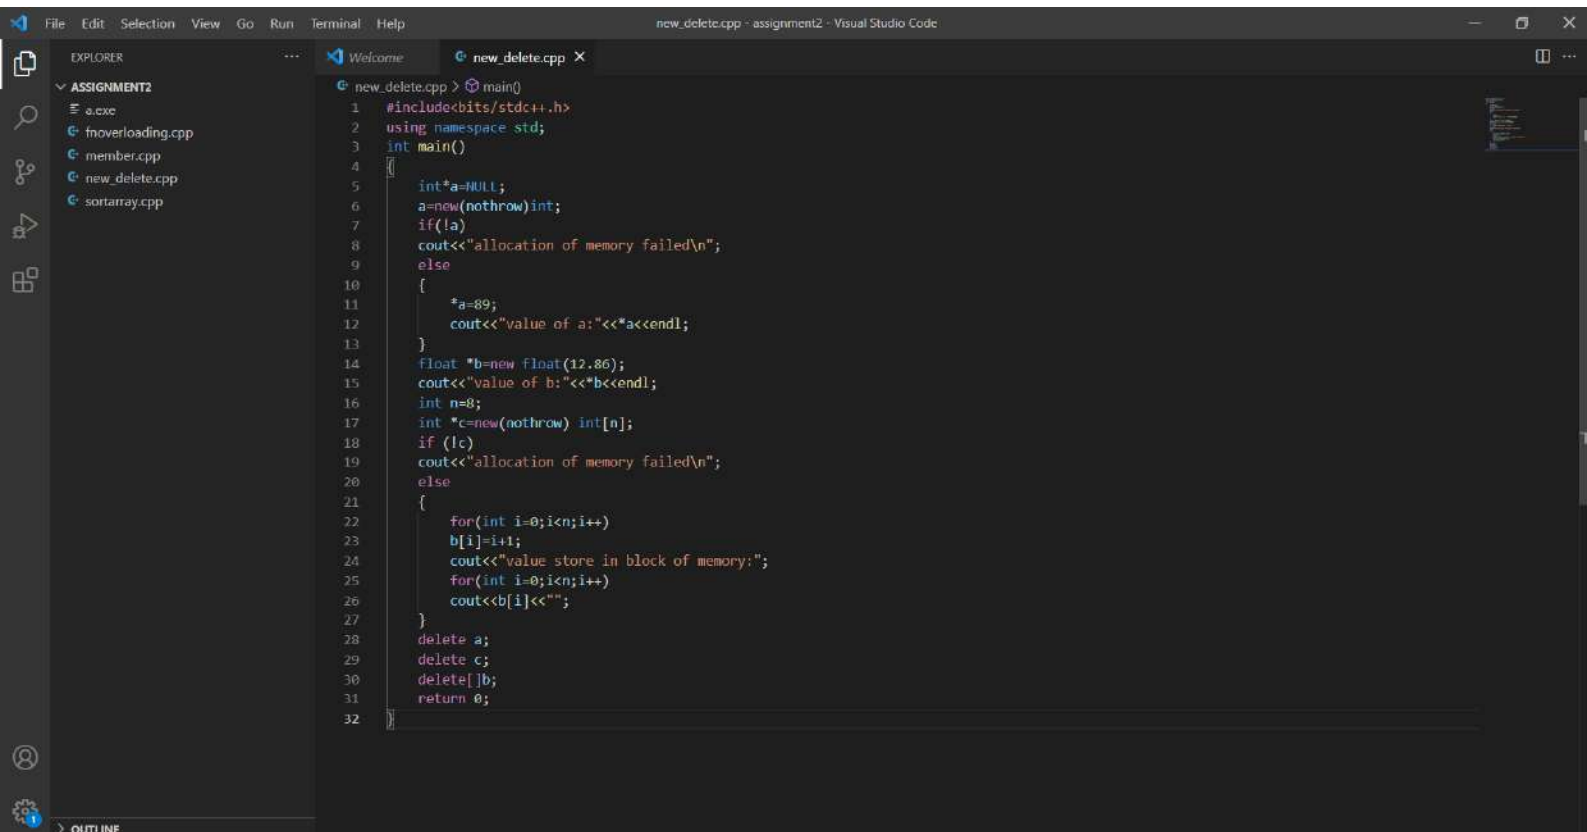 File Edit Selection View Go Run Terminal Help
new_delete.cpp - assignment2 - Visual Studio Code
EXPLORER
Welcome
new_delete.cpp
ASSIGNMENT2
a.exe
fnoverloading.cpp
member.cpp
new_delete.cpp
sortarray.cpp
new_delete.cpp > main()
1 #include<bits/stdc++.h>
2 using namespace std;
3 int main()
4 {
5 int*a=NULL;
6 a=new(nothrow)int;
7 if(!a)
8 cout<<"allocation of memory failed\n";
9 else
10 {
11 *a=89;
12 cout<<"value of a:"<<*a<<endl;
13 }
14 float *b=new float(12.86);
15 cout<<"value of b:"<<*b<<endl;
16 int n=8;
17 int *c=new(nothrow) int[n];
18 if (!c)
19 cout<<"allocation of memory failed\n";
20 else
21 {
22 for(int i=0;i<n;i++)
23 b[i]=i+1;
24 cout<<"value store in block of memory:";
25 for(int i=0;i<n;i++)
26 cout<<b[i]<<"";
27 }
28 delete a;
29 delete c;
30 delete[]b;
31 return 0;
32 }
1
OUTLINE